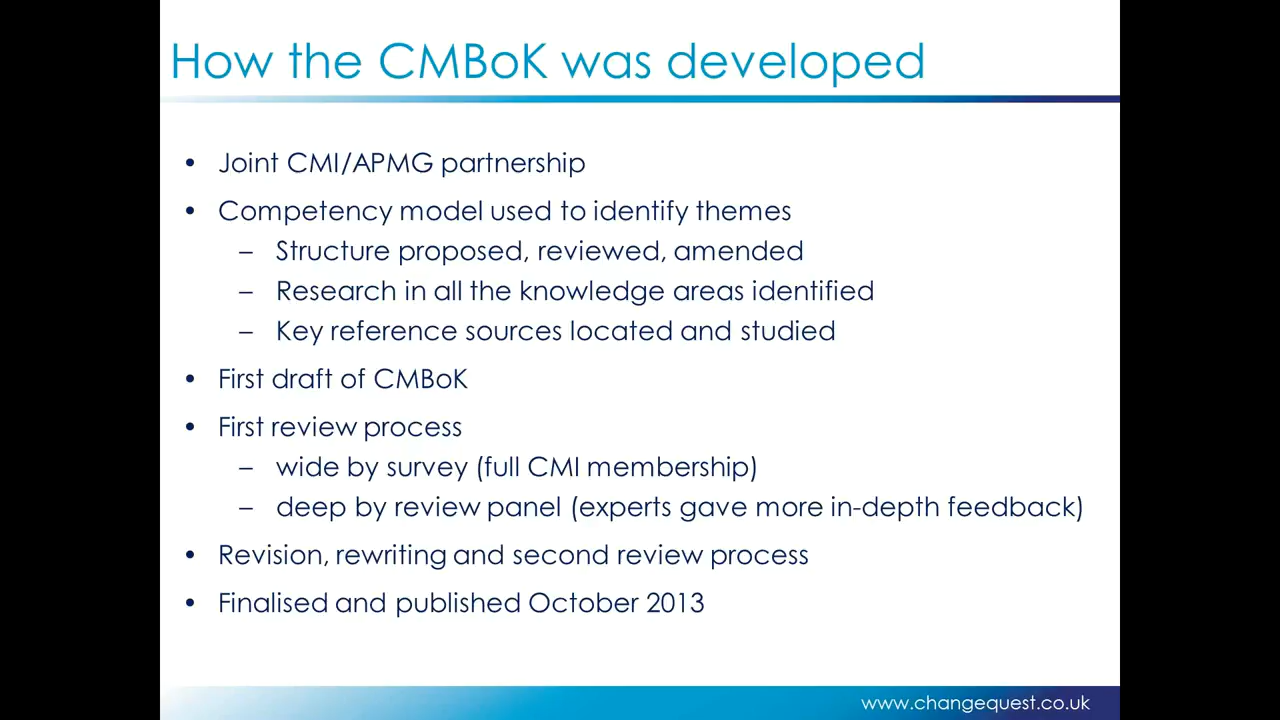 How the CMBoK was developed
• Joint CMI/APMG partnership
• Competency model used to identify themes
– Structure proposed, reviewed, amended
– Research in all the knowledge areas identified
– Key reference sources located and studied
• First draft of CMBoK
• First review process
– wide by survey (full CMI membership)
– deep by review panel (experts gave more in-depth feedback)
• Revision, rewriting and second review process
• Finalised and published October 2013
www.changequest.co.uk